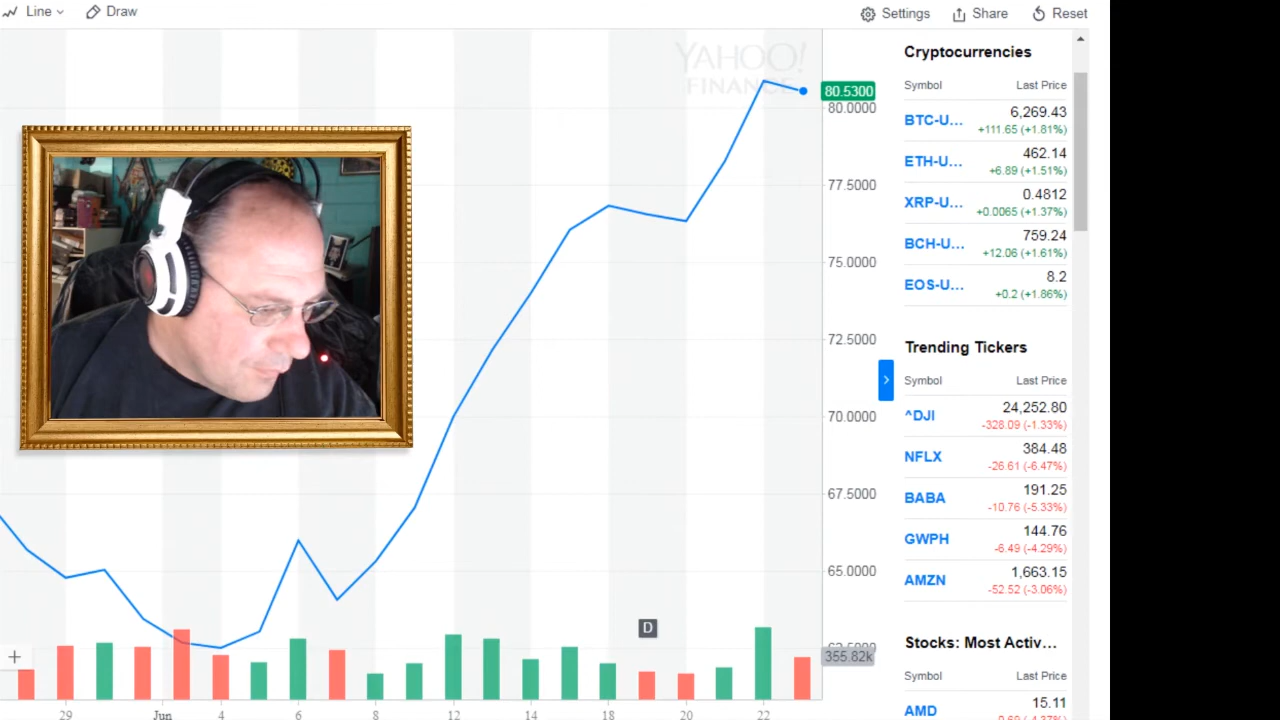 Line
Draw
Settings
Share
Reset
YAHOO!
FINANCE
80.5300
80.0000
77.5000
75.0000
72.5000
70.0000
67.5000
65.0000
355.82k
D
29
Jun
4
6
8
12
14
18
20
22
Cryptocurrencies
Symbol Last Price
BTC-U... 6,269.43
+111.65 (+1.81%)
ETH-U... 462.14
+6.89 (+1.51%)
XRP-U... 0.4812
+0.0065 (+1.37%)
BCH-U... 759.24
+12.06 (+1.61%)
EOS-U... 8.2
+0.2 (+1.86%)
Trending Tickers
Symbol Last Price
^DJI 24,252.80
-328.09 (-1.33%)
NFLX 384.48
-26.61 (-6.47%)
BABA 191.25
-10.76 (-5.33%)
GWPH 144.76
-6.49 (-4.29%)
AMZN 1,663.15
-52.52 (-3.06%)
Stocks: Most Activ...
Symbol Last Price
AMD 15.11